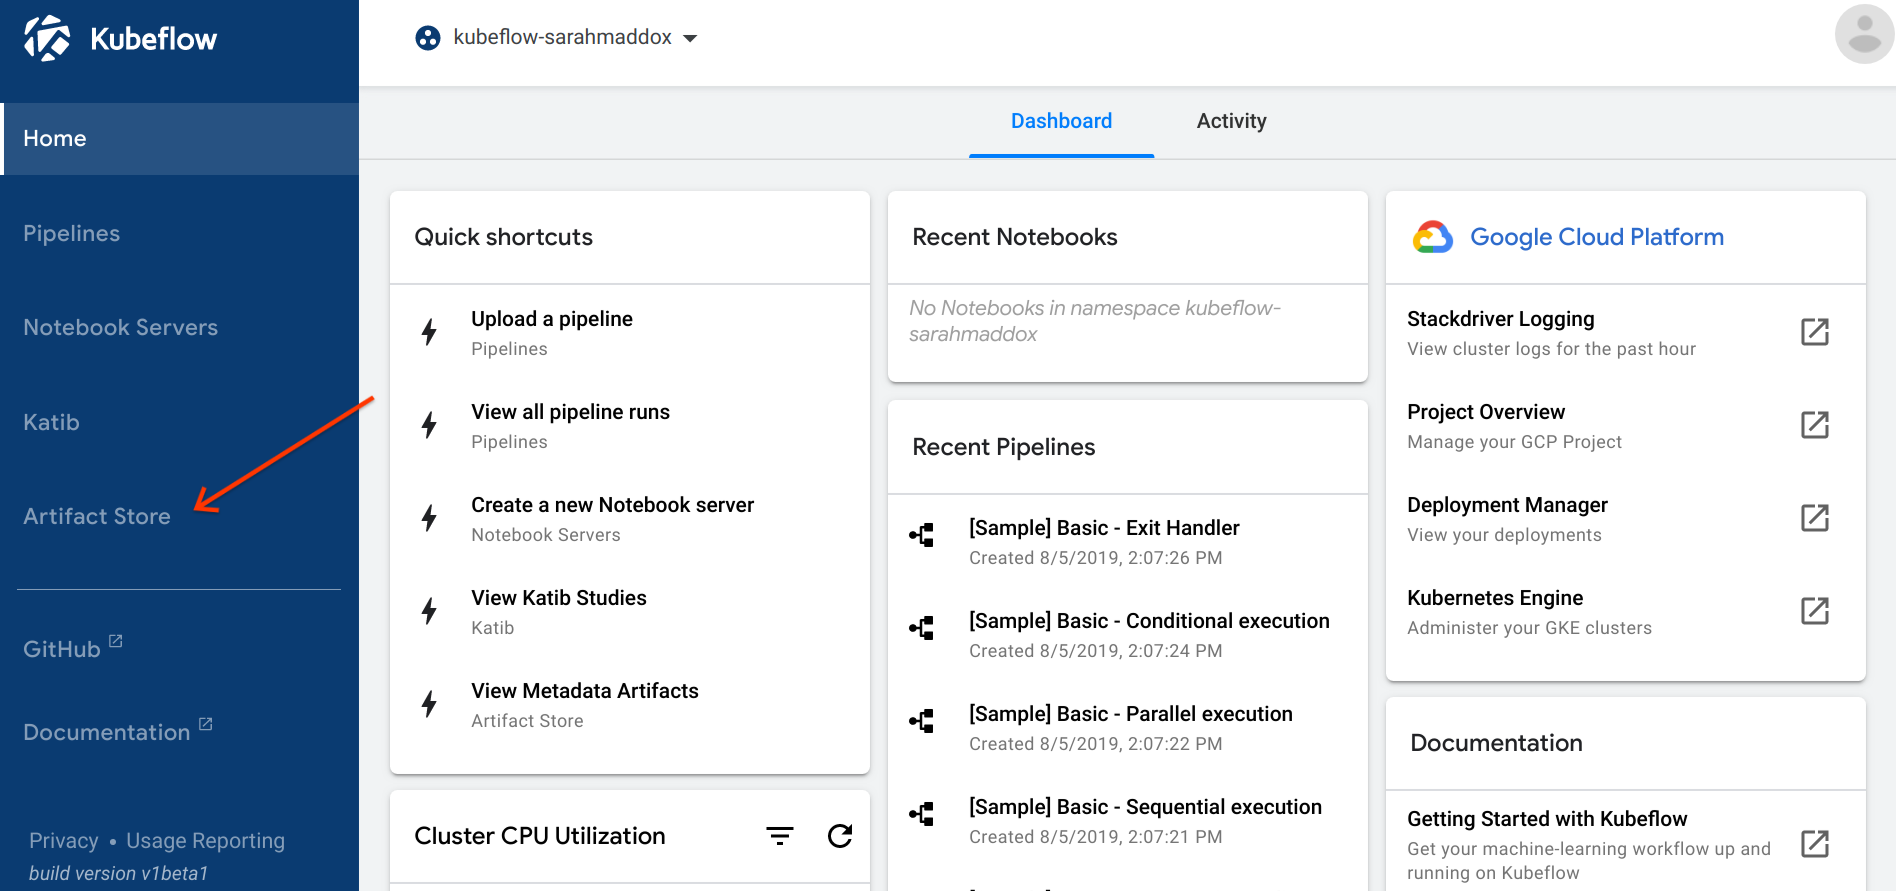 Kubeflow
Home
Pipelines
Notebook Servers
Katib
Artifact Store
GitHub
Documentation
Privacy • Usage Reporting
build version v1beta1
kubeflow-sarahmaddox
Dashboard
Activity
Quick shortcuts
Upload a pipeline
Pipelines
View all pipeline runs
Pipelines
Create a new Notebook server
Notebook Servers
View Katib Studies
Katib
View Metadata Artifacts
Artifact Store
Cluster CPU Utilization
Recent Notebooks
No Notebooks in namespace kubeflow-
sarahmaddox
Recent Pipelines
[Sample] Basic - Exit Handler
Created 8/5/2019, 2:07:26 PM
[Sample] Basic - Conditional execution
Created 8/5/2019, 2:07:24 PM
[Sample] Basic - Parallel execution
Created 8/5/2019, 2:07:22 PM
[Sample] Basic - Sequential execution
Created 8/5/2019, 2:07:21 PM
Google Cloud Platform
Stackdriver Logging
View cluster logs for the past hour
Project Overview
Manage your GCP Project
Deployment Manager
View your deployments
Kubernetes Engine
Administer your GKE clusters
Documentation
Getting Started with Kubeflow
Get your machine-learning workflow up and
running on Kubeflow